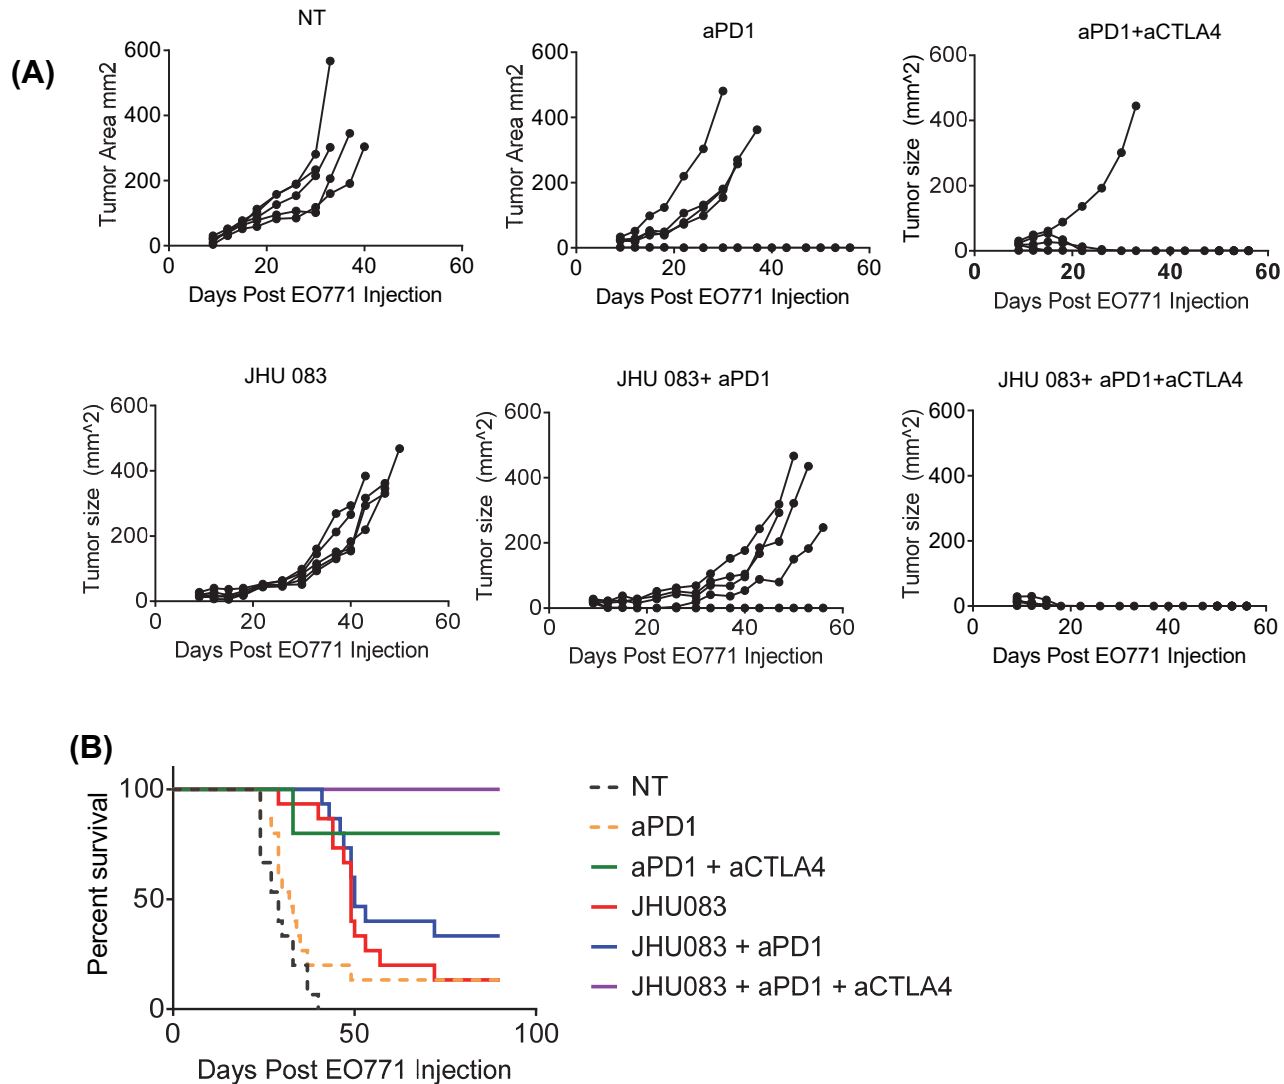 (A)
NT
Tumor Area mm2
600
400
200
0
0
20
40
60
Days Post EO771 Injection
aPD1
Tumor Area mm2
600
400
200
0
0
20
40
60
Days Post EO771 Injection
aPD1+aCTLA4
Tumor size (mm^2)
600
400
200
0
0
20
40
60
Days Post EO771 Injection
JHU 083
Tumor size (mm^2)
600
400
200
0
0
20
40
60
Days Post EO771 Injection
JHU 083+ aPD1
Tumor size (mm^2)
600
400
200
0
0
20
40
60
Days Post EO771 Injection
JHU 083+ aPD1+aCTLA4
Tumor size (mm^2)
600
400
200
0
0
20
40
60
Days Post EO771 Injection
(B)
Percent survival
100
50
0
0
50
100
Days Post EO771 Injection
NT
aPD1
aPD1 + aCTLA4
JHU083
JHU083 + aPD1
JHU083 + aPD1 + aCTLA4